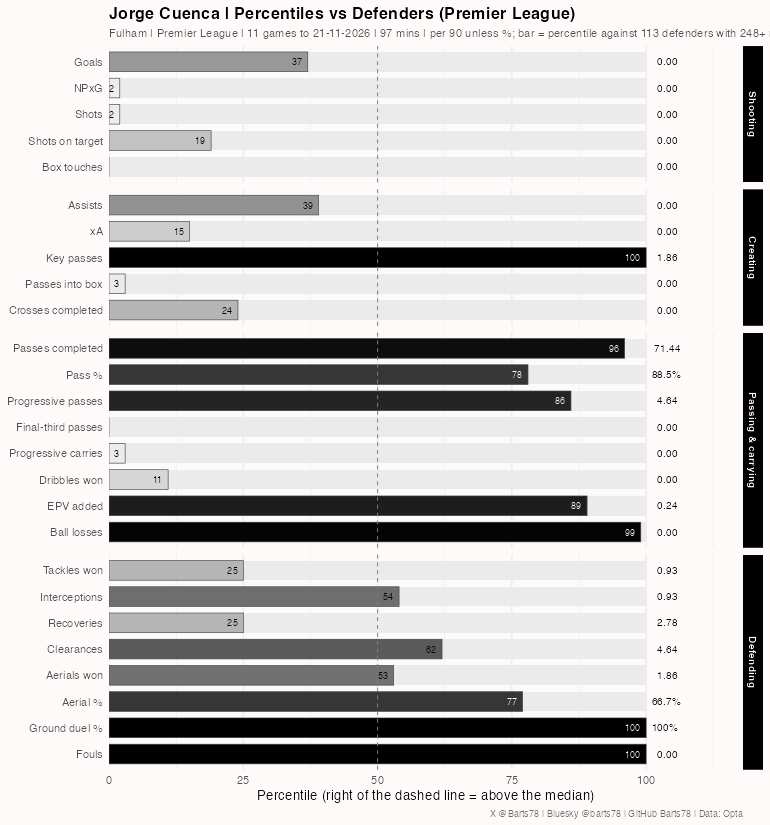 Jorge Cuenca | Percentiles vs Defenders (Premier League)
Fulham | Premier League | 11 games to 21-11-2026 | 97 mins | per 90 unless %; bar = percentile against 113 defenders with 248+
Shooting
Goals 37 0.00
NPxG 2 0.00
Shots 2 0.00
Shots on target 19 0.00
Box touches 0.00
Creating
Assists 39 0.00
xA 15 0.00
Key passes 100 1.86
Passes into box 3 0.00
Crosses completed 24 0.00
Passing & carrying
Passes completed 96 71.44
Pass % 78 88.5%
Progressive passes 86 4.64
Final-third passes 0.00
Progressive carries 3 0.00
Dribbles won 11 0.00
EPV added 89 0.24
Ball losses 99 0.00
Defending
Tackles won 25 0.93
Interceptions 54 0.93
Recoveries 25 2.78
Clearances 62 4.64
Aerials won 53 1.86
Aerial % 77 66.7%
Ground duel % 100 100%
Fouls 100 0.00
0 25 50 75 100
Percentile (right of the dashed line = above the median)
X @Barts78 | Bluesky @barts78 | GitHub Barts78 | Data: Opta